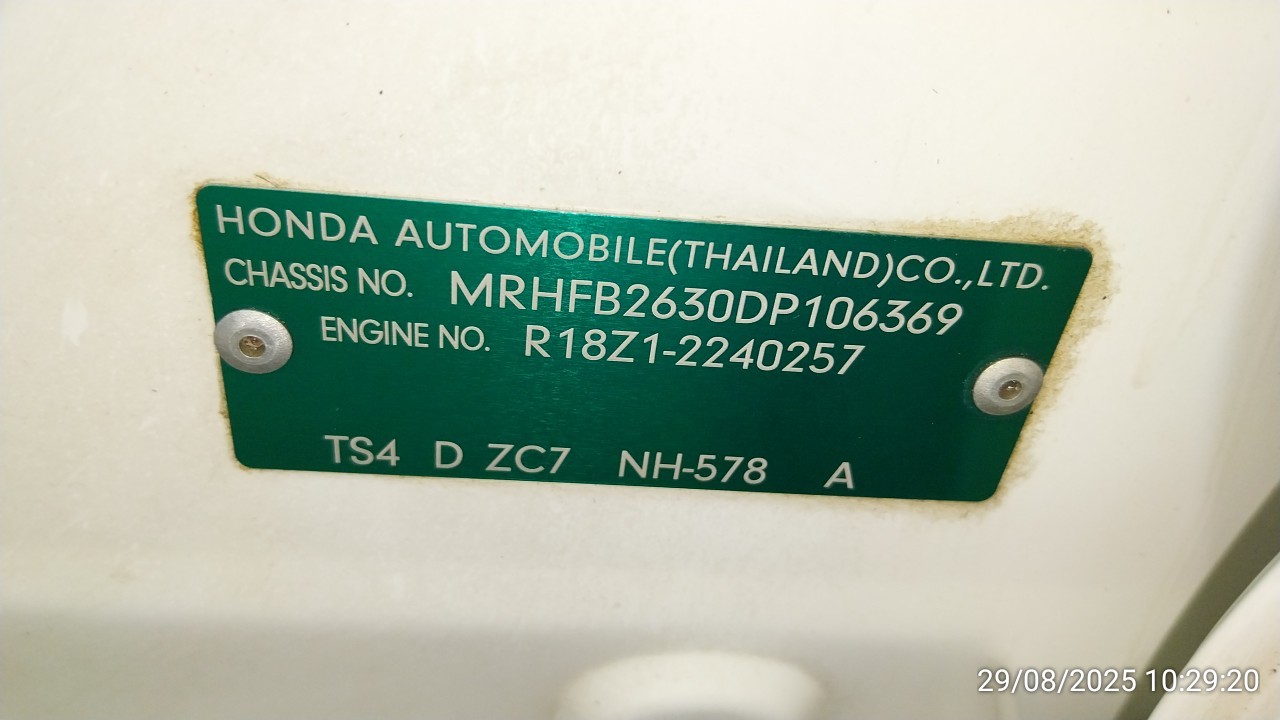 HONDA AUTOMOBILE(THAILAND)CO.,LTD.
CHASSIS NO. MRHFB2630DP106369
ENGINE NO. R18Z1-2240257
TS4 D ZC7 NH-578 A
29/08/2025 10:29:20